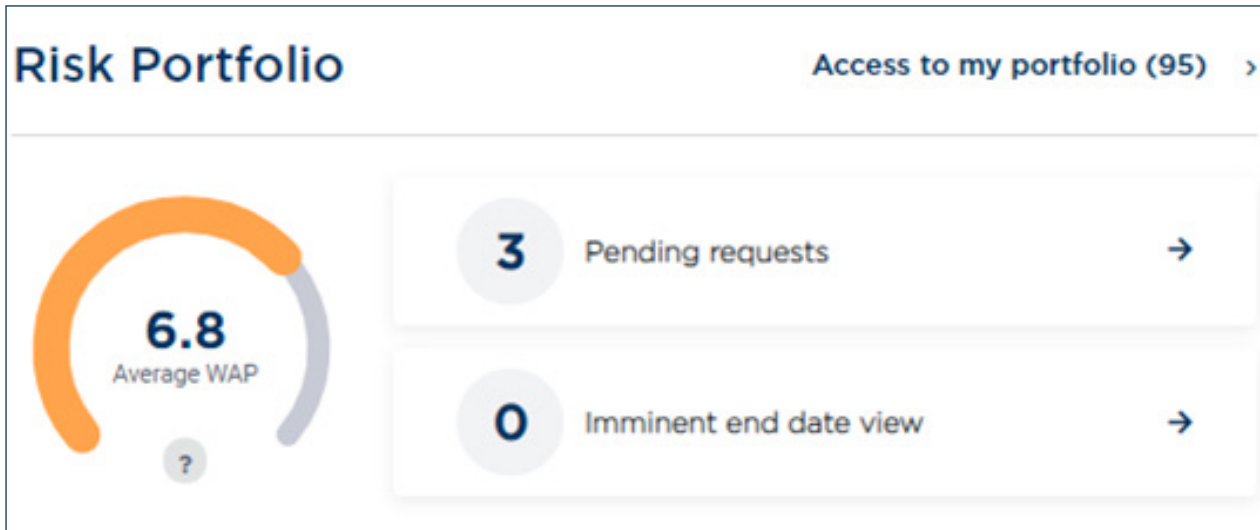 Risk Portfolio
Access to my portfolio (95) >
6.8
Average WAP
?
3 Pending requests →
0 Imminent end date view →